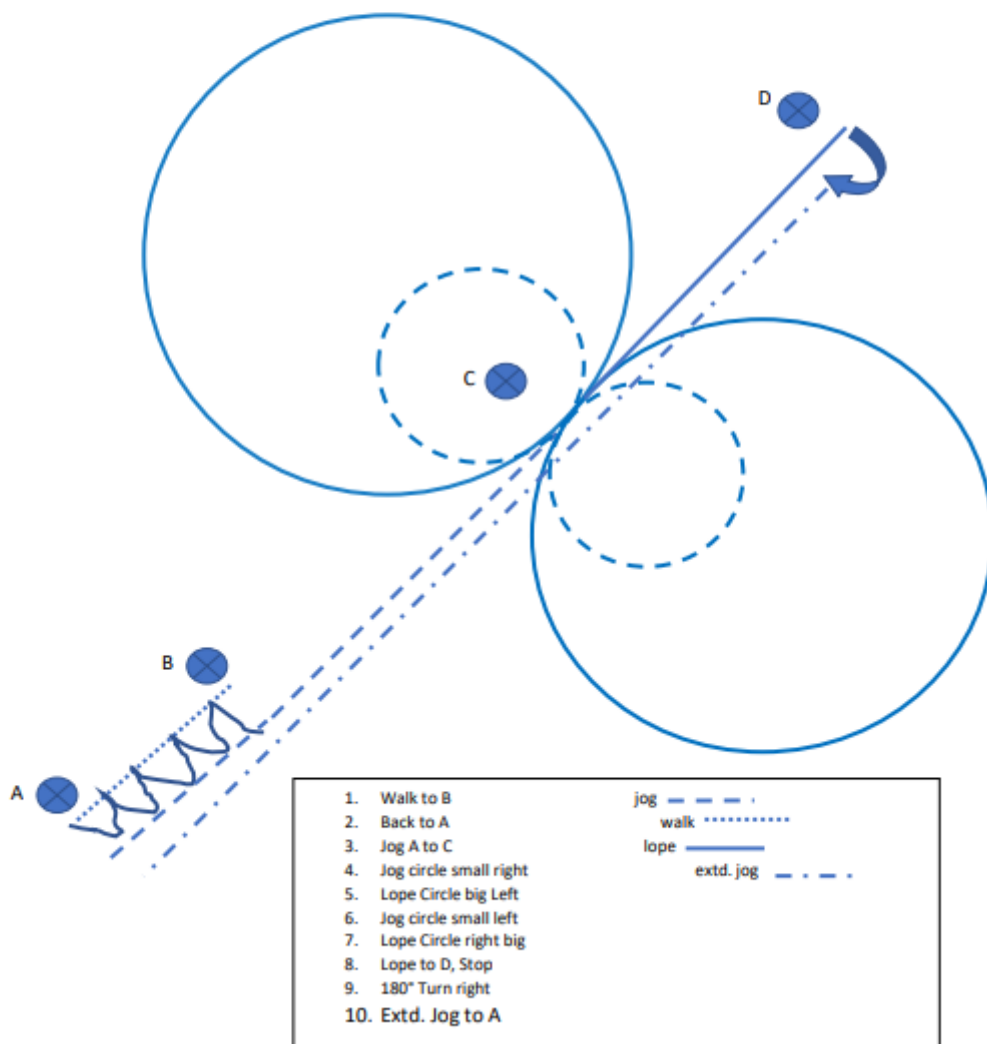 D
C
B
A
1. Walk to B
2. Back to A
3. Jog A to C
4. Jog circle small right
5. Lope Circle big Left
6. Jog circle small left
7. Lope Circle right big
8. Lope to D, Stop
9. 180° Turn right
10. Extd. Jog to A
jog
walk
lope
extd. jog